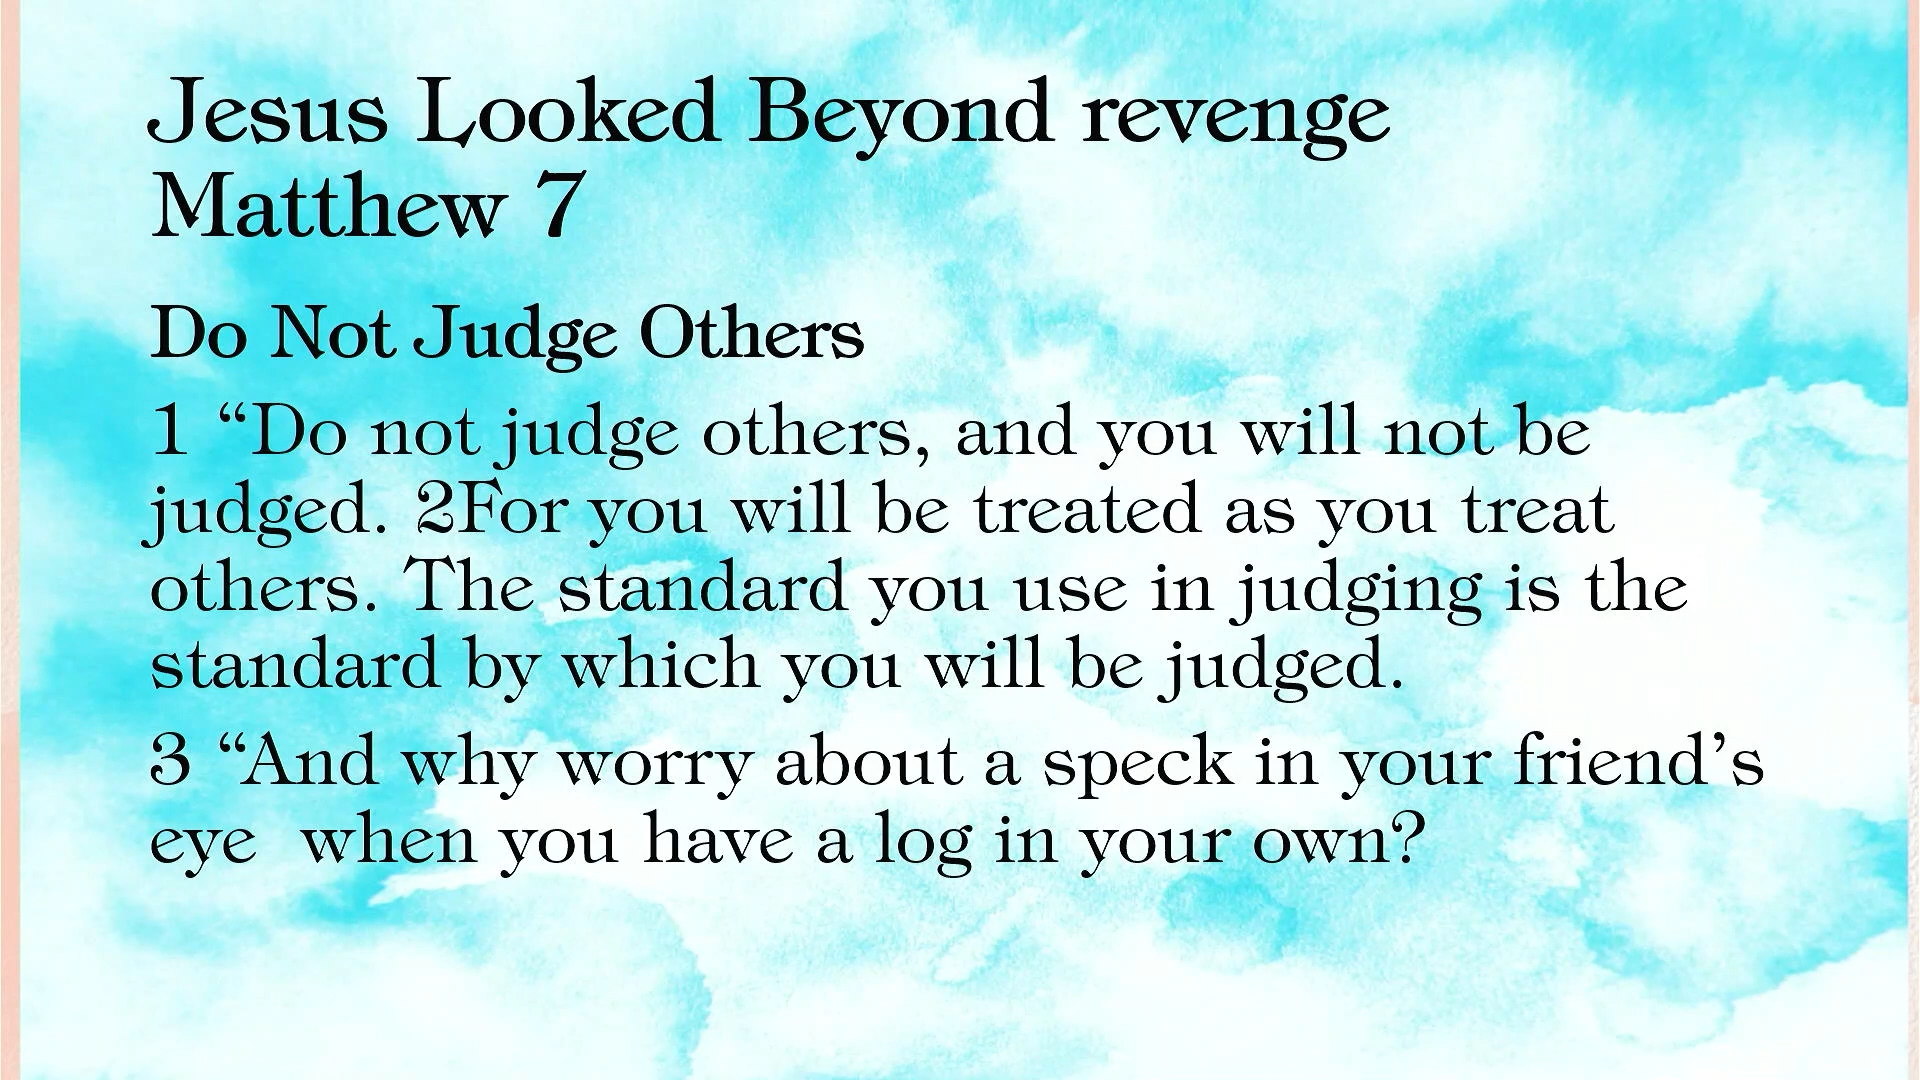 Jesus Looked Beyond revenge
Matthew 7
Do Not Judge Others
1 “Do not judge others, and you will not be
judged. 2For you will be treated as you treat
others. The standard you use in judging is the
standard by which you will be judged.
3 “And why worry about a speck in your friend’s
eye  when you have a log in your own?